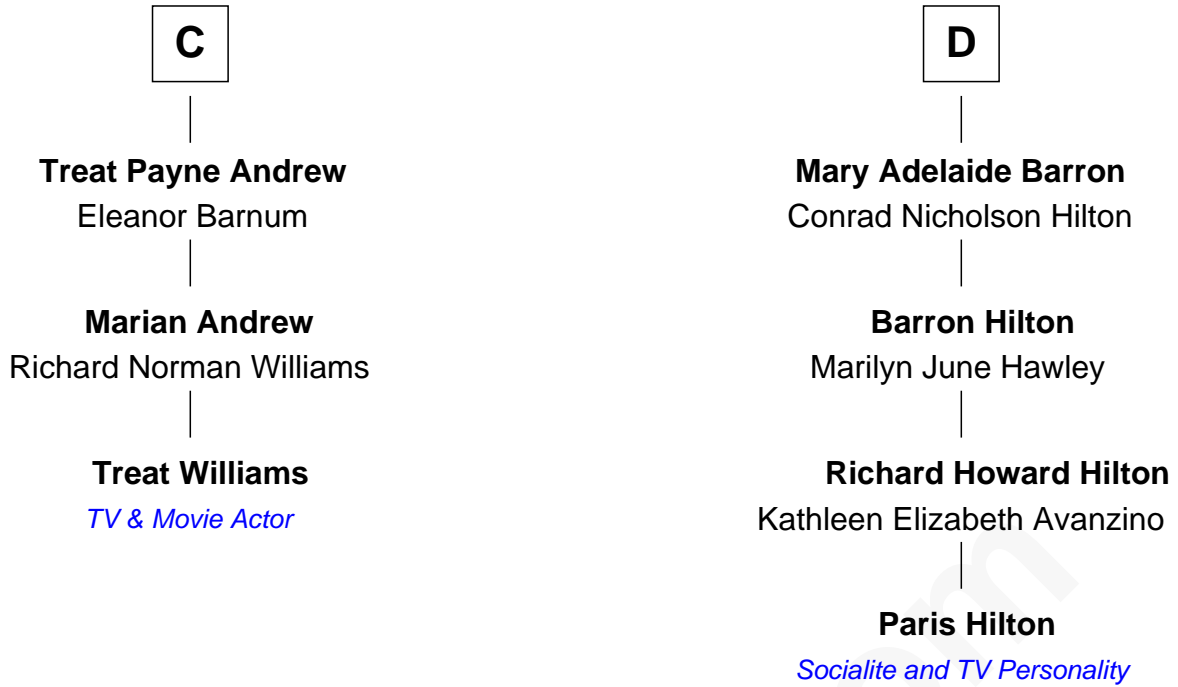 C
Treat Payne Andrew
Eleanor Barnum
Marian Andrew
Richard Norman Williams
Treat Williams
TV & Movie Actor
D
Mary Adelaide Barron
Conrad Nicholson Hilton
Barron Hilton
Marilyn June Hawley
Richard Howard Hilton
Kathleen Elizabeth Avanzino
Paris Hilton
Socialite and TV Personality